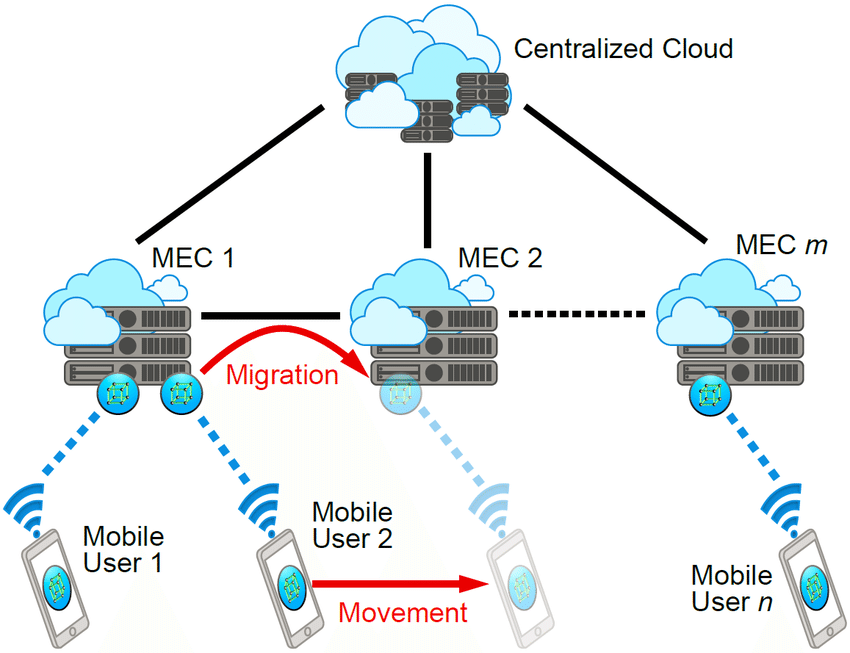 Centralized Cloud
MEC 1
MEC 2
MEC m
Migration
Mobile
User 1
Mobile
User 2
Movement
Mobile
User n